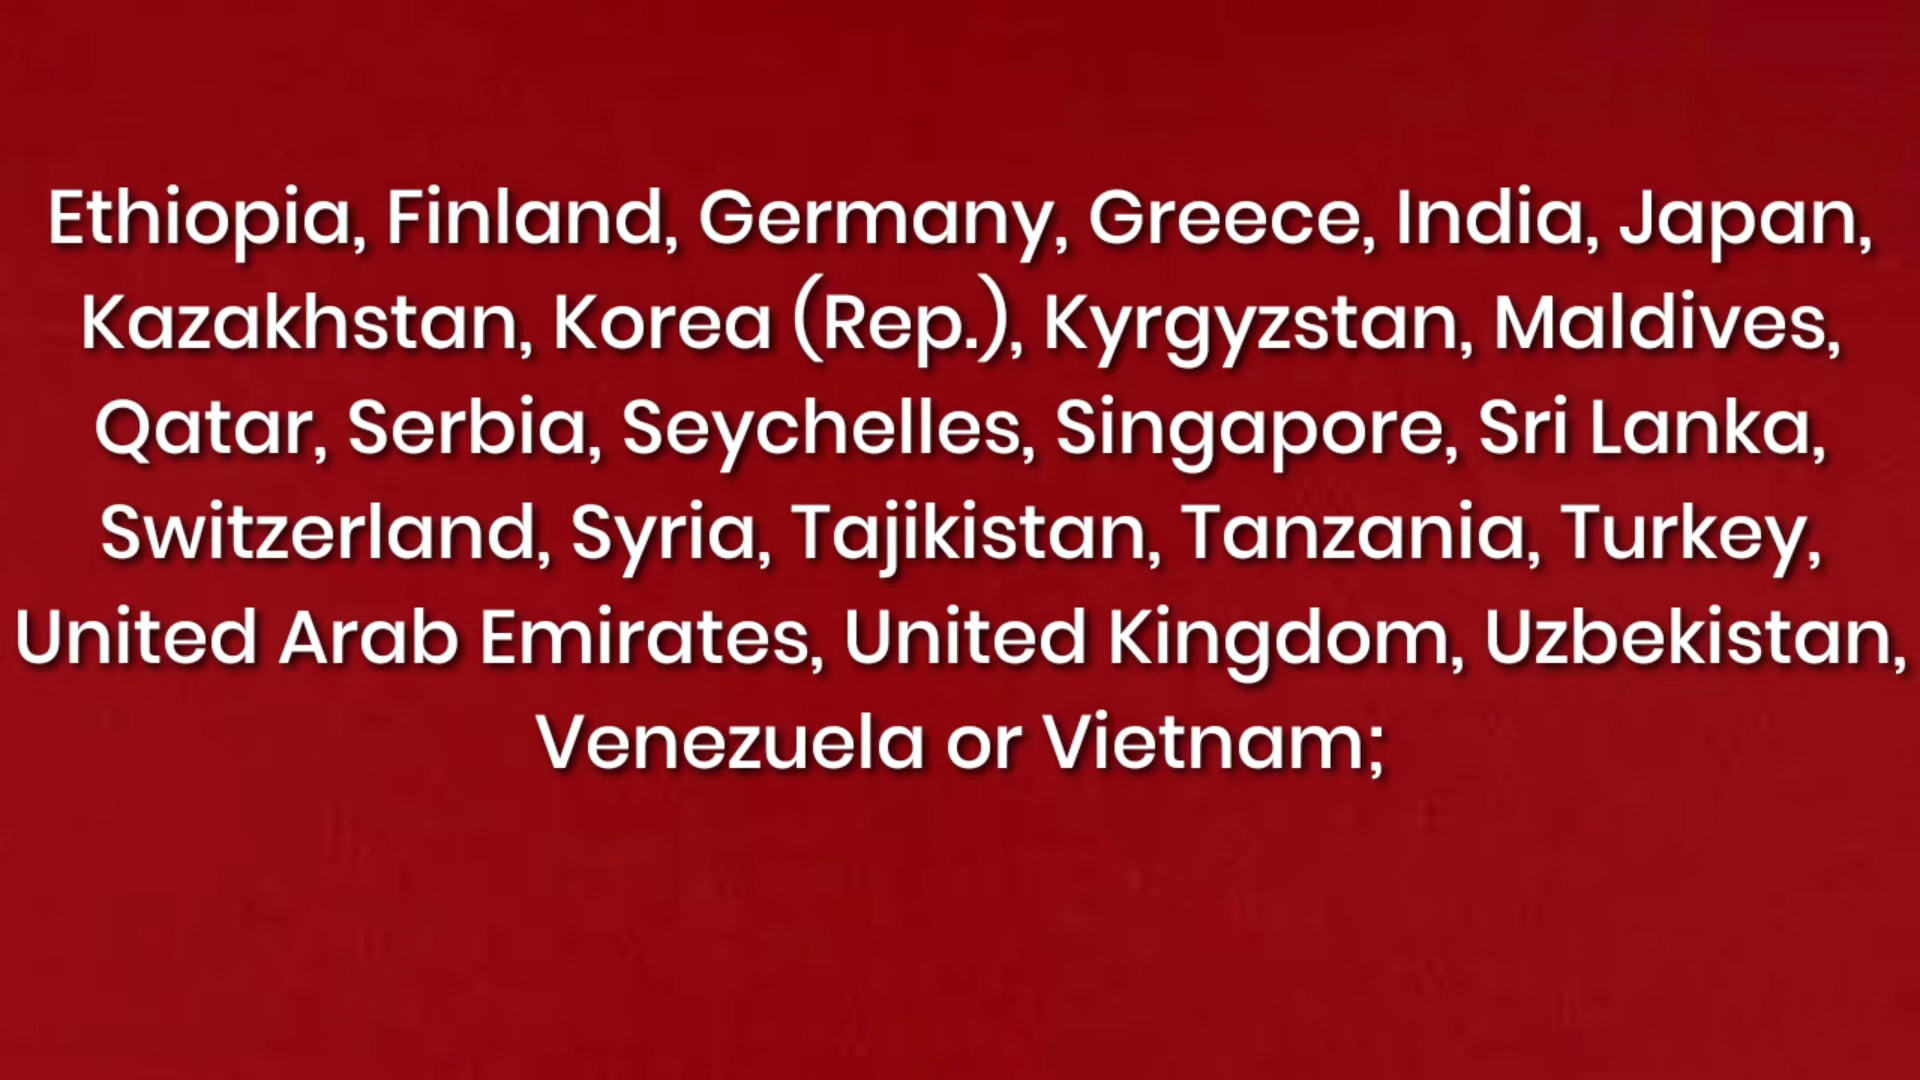 Ethiopia, Finland, Germany, Greece, India, Japan,
Kazakhstan, Korea (Rep.), Kyrgyzstan, Maldives,
Qatar, Serbia, Seychelles, Singapore, Sri Lanka,
Switzerland, Syria, Tajikistan, Tanzania, Turkey,
United Arab Emirates, United Kingdom, Uzbekistan,
Venezuela or Vietnam;